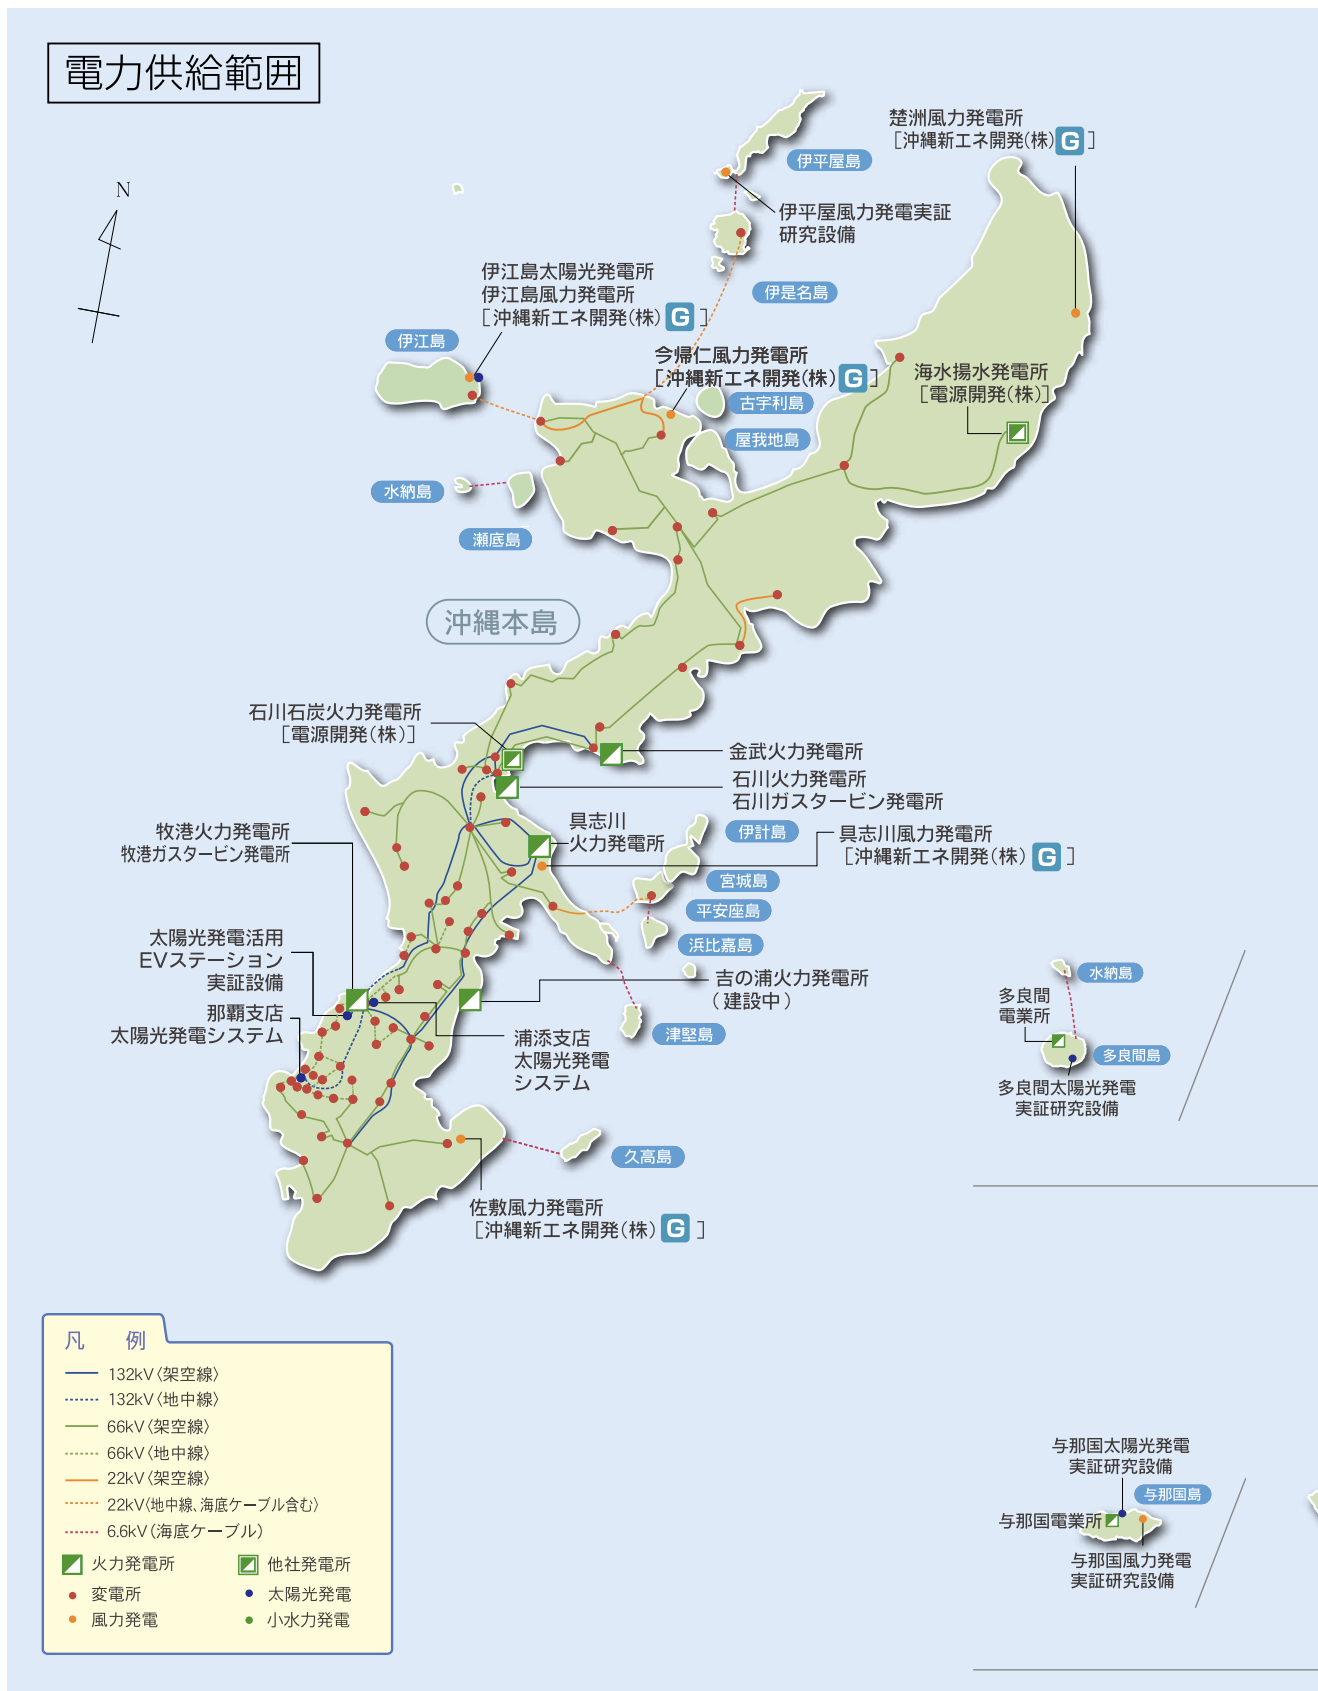 電力供給範囲
N
楚洲風力発電所
［沖縄新エネ開発(株) G ］
伊平屋島
伊平屋風力発電実証
研究設備
伊是名島
伊江島太陽光発電所
伊江島風力発電所
［沖縄新エネ開発(株) G ］
伊江島
今帰仁風力発電所
［沖縄新エネ開発(株) G ］
古宇利島
海水揚水発電所
［電源開発(株)］
屋我地島
水納島
瀬底島
沖縄本島
石川石炭火力発電所
［電源開発(株)］
金武火力発電所
石川火力発電所
石川ガスタービン発電所
具志川
火力発電所
伊計島
具志川風力発電所
［沖縄新エネ開発(株) G ］
牧港火力発電所
牧港ガスタービン発電所
宮城島
平安座島
浜比嘉島
太陽光発電活用
EVステーション
実証設備
吉の浦火力発電所
（建設中）
那覇支店
太陽光発電システム
浦添支店
太陽光発電
システム
津堅島
水納島
多良間
電業所
多良間島
多良間太陽光発電
実証研究設備
久高島
佐敷風力発電所
［沖縄新エネ開発(株) G ］
凡 例
132kV〈架空線〉
132kV〈地中線〉
66kV〈架空線〉
66kV〈地中線〉
22kV〈架空線〉
22kV〈地中線、海底ケーブル含む〉
6.6kV（海底ケーブル）
火力発電所
他社発電所
変電所
太陽光発電
風力発電
小水力発電
与那国太陽光発電
実証研究設備
与那国島
与那国電業所
与那国風力発電
実証研究設備